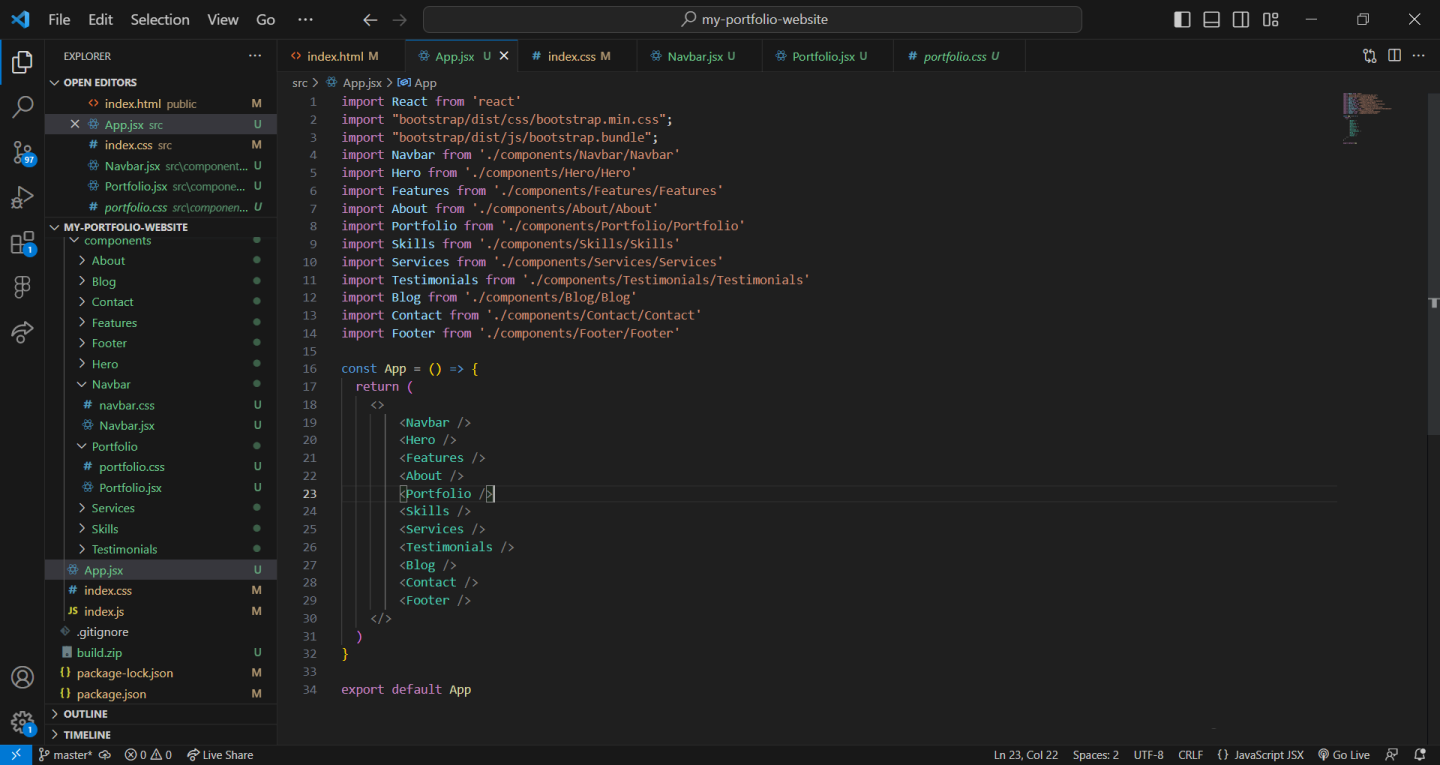 File Edit Selection View Go ··· my-portfolio-website
EXPLORER ···
OPEN EDITORS
index.html public M
App.jsx src U
index.css src M
Navbar.jsx src\component... U
Portfolio.jsx src\compone... U
portfolio.css src\componen... U
MY-PORTFOLIO-WEBSITE
components
About
Blog
Contact
Features
Footer
Hero
Navbar
navbar.css U
Navbar.jsx U
Portfolio
portfolio.css U
Portfolio.jsx U
Services
Skills
Testimonials
App.jsx U
index.css M
JS index.js M
.gitignore
build.zip U
package-lock.json M
package.json M
OUTLINE
TIMELINE
97
1
1
index.html M App.jsx U index.css M Navbar.jsx U Portfolio.jsx U portfolio.css U
src > App.jsx > App
1 import React from 'react'
2 import "bootstrap/dist/css/bootstrap.min.css";
3 import "bootstrap/dist/js/bootstrap.bundle";
4 import Navbar from './components/Navbar/Navbar'
5 import Hero from './components/Hero/Hero'
6 import Features from './components/Features/Features'
7 import About from './components/About/About'
8 import Portfolio from './components/Portfolio/Portfolio'
9 import Skills from './components/Skills/Skills'
10 import Services from './components/Services/Services'
11 import Testimonials from './components/Testimonials/Testimonials'
12 import Blog from './components/Blog/Blog'
13 import Contact from './components/Contact/Contact'
14 import Footer from './components/Footer/Footer'
15
16 const App = () => {
17 return (
18 <>
19 <Navbar />
20 <Hero />
21 <Features />
22 <About />
23 <Portfolio />
24 <Skills />
25 <Services />
26 <Testimonials />
27 <Blog />
28 <Contact />
29 <Footer />
30 </>
31 )
32 }
33
34 export default App
master* 0 0 Live Share Ln 23, Col 22 Spaces: 2 UTF-8 CRLF {} JavaScript JSX Go Live